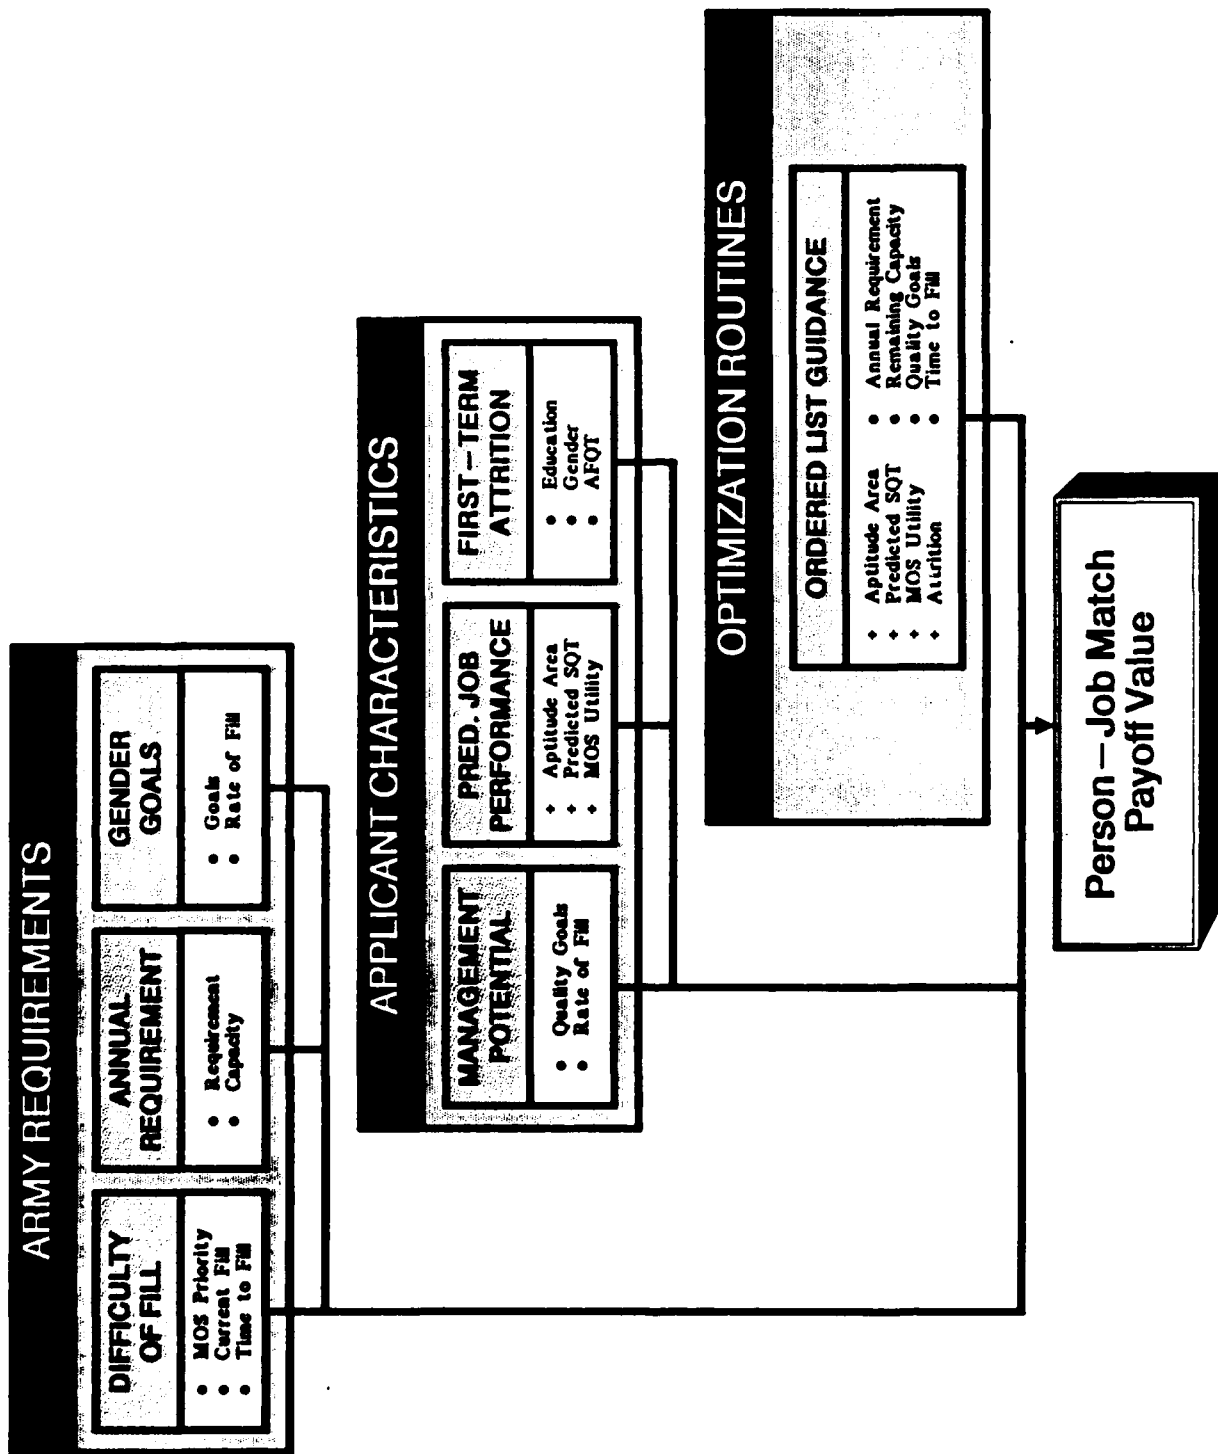 ARMY REQUIREMENTS
DIFFICULTY
OF FILL
• MOS Priority
• Current Fill
• Time to Fill
ANNUAL
REQUIREMENT
• Requirement
• Capacity
GENDER
GOALS
• Goals
• Rate of Fill
APPLICANT CHARACTERISTICS
MANAGEMENT
POTENTIAL
• Quality Goals
• Rate of Fill
PRED. JOB
PERFORMANCE
+ Aptitude Area
+ Predicted SQT
+ MOS Utility
FIRST–TERM
ATTRITION
• Education
• Gender
• AFQT
OPTIMIZATION ROUTINES
ORDERED LIST GUIDANCE
+ Aptitude Area
+ Predicted SQT
+ MOS Utility
+ Attrition
• Annual Requirement
• Remaining Capacity
• Quality Goals
• Time to Fill
Person–Job Match
Payoff Value